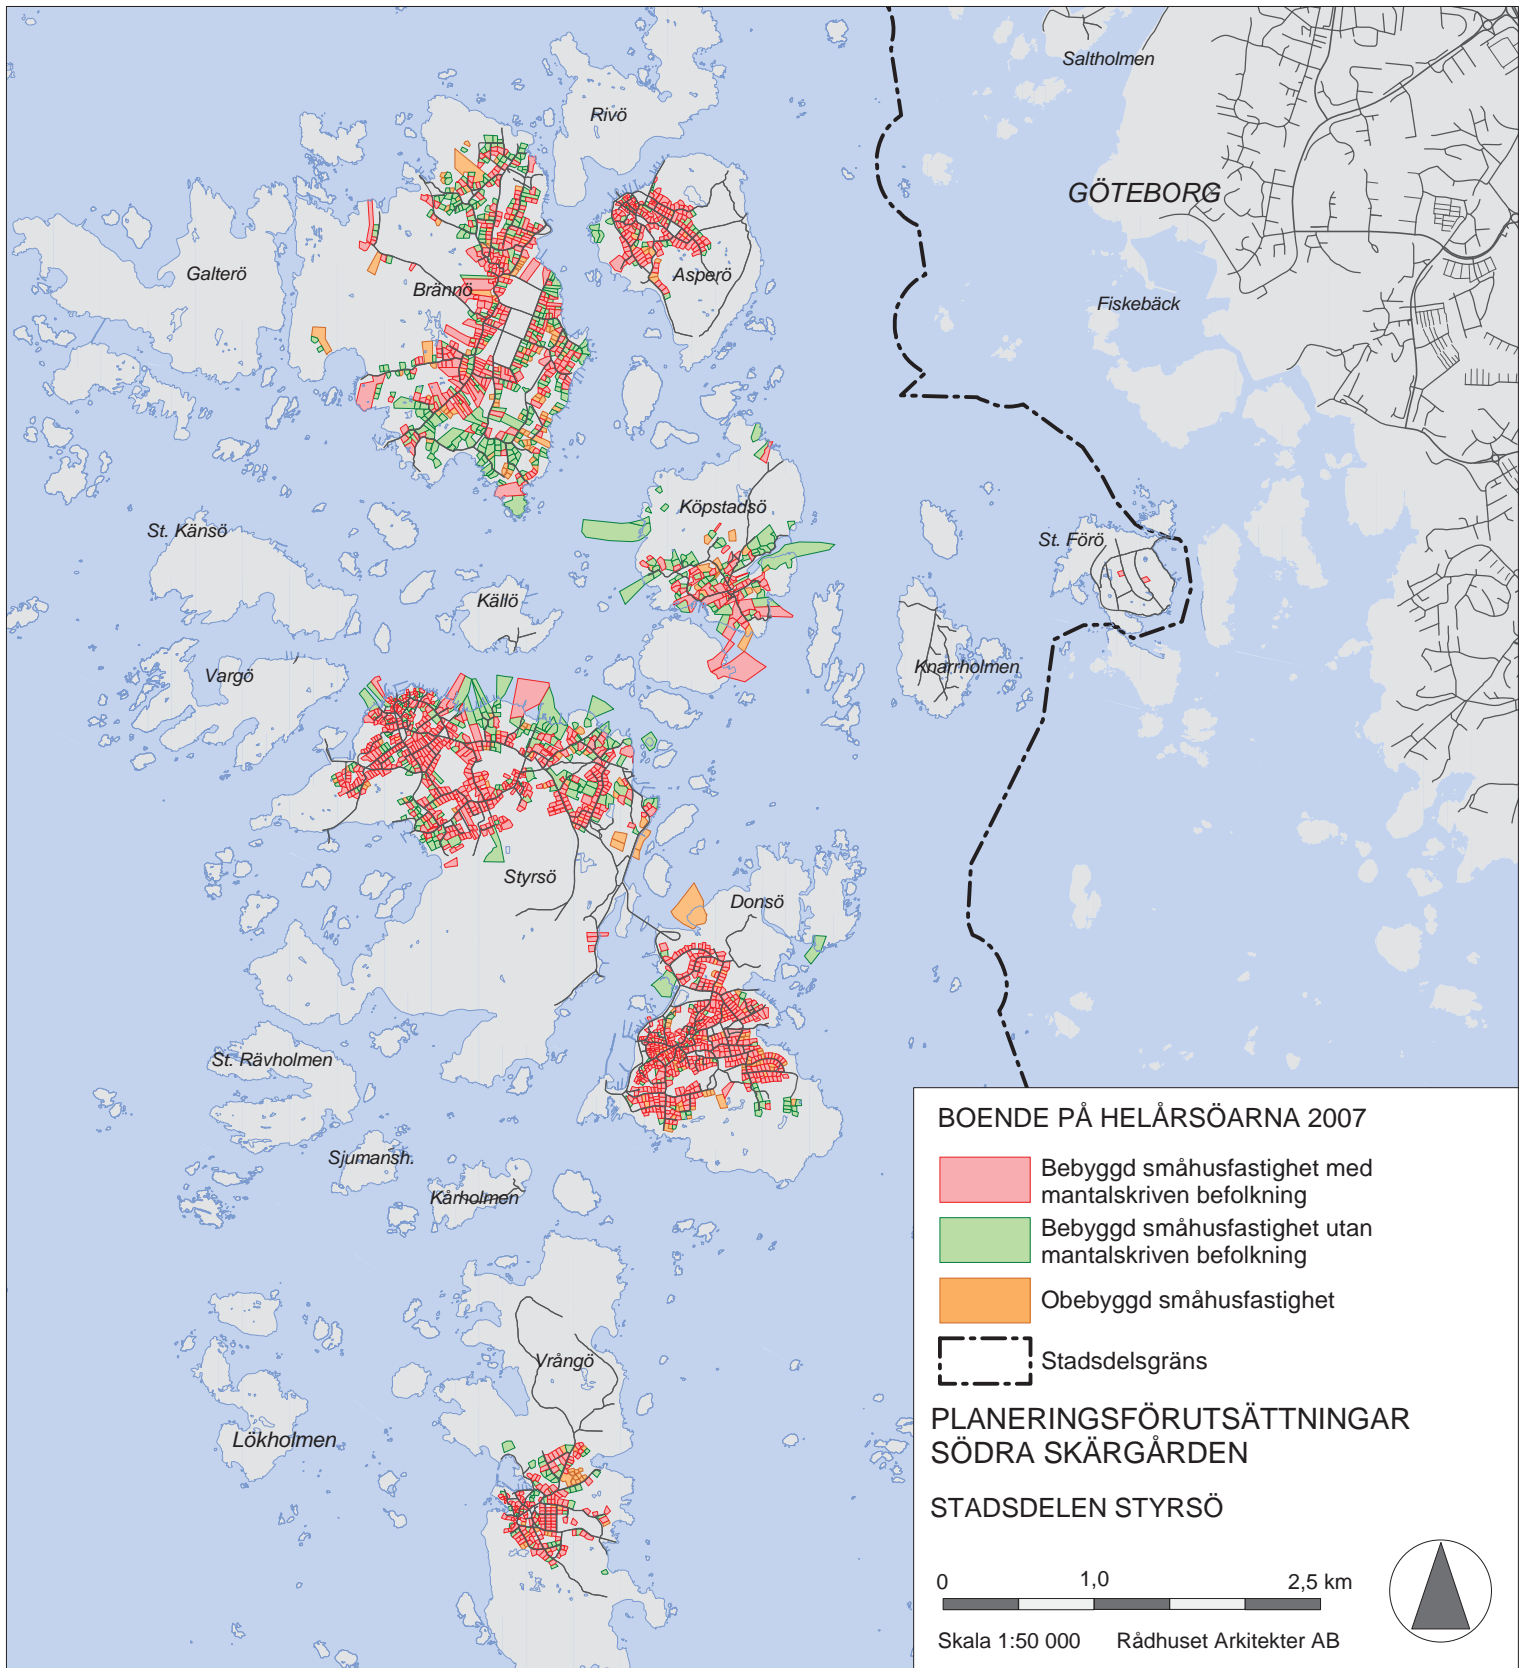 Saltholmen
Rivö
GÖTEBORG
Galterö
Asperö
Brännö
Fiskebäck
Köpstadsö
St. Känsö
St. Förö
Källö
Vargö
Knarrholmen
Styrsö
Donsö
St. Rävholmen
Sjumansh.
Kårholmen
Vrångö
Lökholmen
BOENDE PÅ HELÅRSÖARNA 2007
Bebyggd småhusfastighet med
mantalskriven befolkning
Bebyggd småhusfastighet utan
mantalskriven befolkning
Obebyggd småhusfastighet
Stadsdelsgräns
PLANERINGSFÖRUTSÄTTNINGAR
SÖDRA SKÄRGÅRDEN
STADSDELEN STYRSÖ
0 1,0 2,5 km
Skala 1:50 000 Rådhuset Arkitekter AB